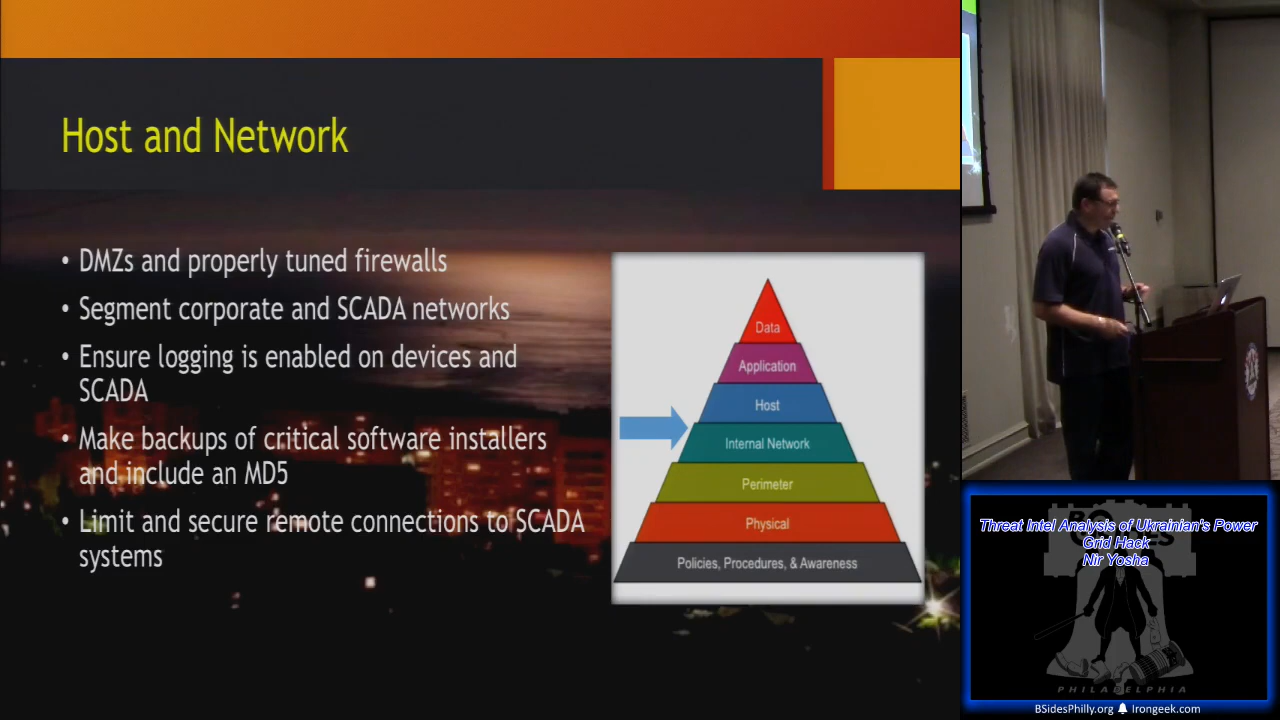 Host and Network
• DMZs and properly tuned firewalls
• Segment corporate and SCADA networks
• Ensure logging is enabled on devices and
SCADA
• Make backups of critical software installers
and include an MD5
• Limit and secure remote connections to SCADA
systems
Data
Application
Host
Internal Network
Perimeter
Physical
Policies, Procedures, & Awareness
Threat Intel Analysis of Ukrainian's Power
Grid Hack
Nir Yosha
PHILADELPHIA
BSidesPhilly.org Irongeek.com